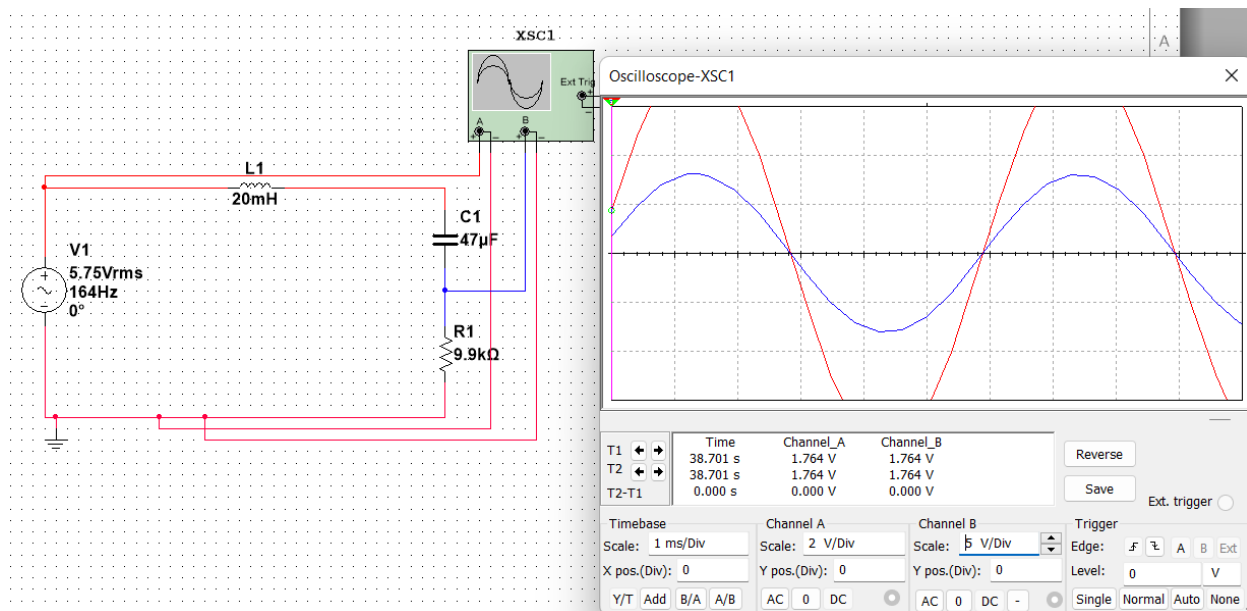 XSC1
Ext Trig
+
-
A
B
+ - + -
L1
20mH
C1
47µF
V1
5.75Vrms
164Hz
0°
R1
9.9kΩ
A
Oscilloscope-XSC1
Time Channel_A Channel_B
T1 38.701 s 1.764 V 1.764 V
T2 38.701 s 1.764 V 1.764 V
T2-T1 0.000 s 0.000 V 0.000 V
Reverse
Save
Ext. trigger
Timebase
Scale: 1 ms/Div
X pos.(Div): 0
Y/T Add B/A A/B
Channel A
Scale: 2 V/Div
Y pos.(Div): 0
AC 0 DC
Channel B
Scale: 5 V/Div
Y pos.(Div): 0
AC 0 DC -
Trigger
Edge: A B Ext
Level: 0 V
Single Normal Auto None